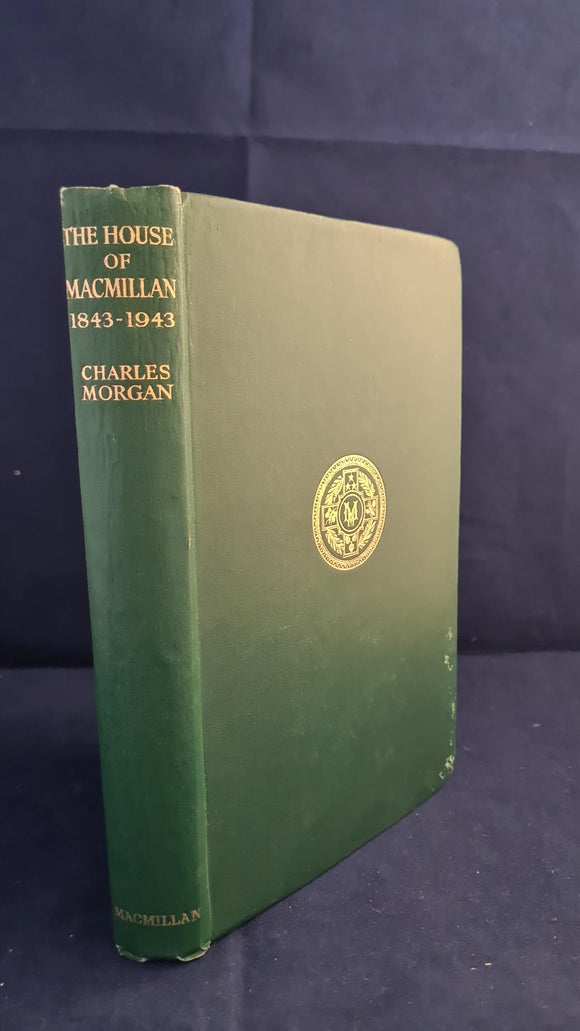 THE HOUSE
OF
MACMILLAN
1843-1943
CHARLES
MORGAN
MACMILLAN
M